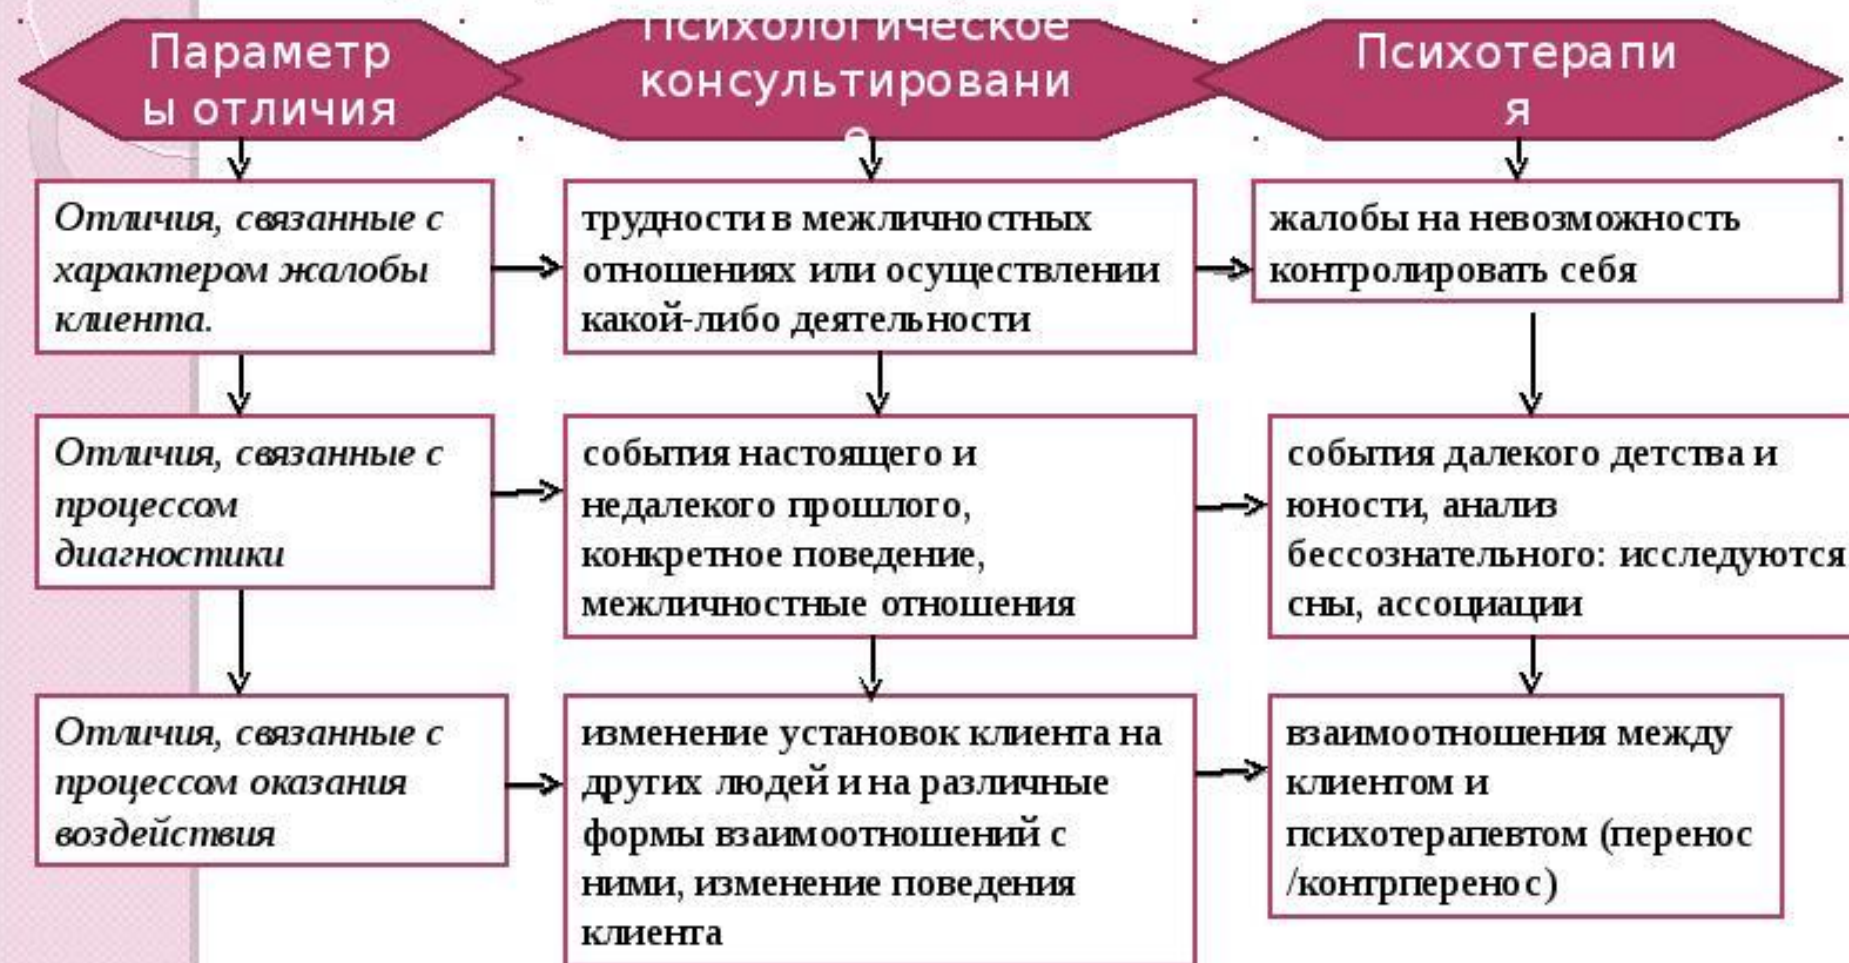 Параметр
ы отличия
Психологическое
консультировани
е
Психотерапи
я
Отличия, связанные с
характером жалобы
клиента.
трудности в межличностных
отношениях или осуществлении
какой-либо деятельности
жалобы на невозможность
контролировать себя
Отличия, связанные с
процессом
диагностики
события настоящего и
недалекого прошлого,
конкретное поведение,
межличностные отношения
события далекого детства и
юности, анализ
бессознательного: исследуются
сны, ассоциации
Отличия, связанные с
процессом оказания
воздействия
изменение установок клиента на
других людей и на различные
формы взаимоотношений с
ними, изменение поведения
клиента
взаимоотношения между
клиентом и
психотерапевтом (перенос
/контрперенос)